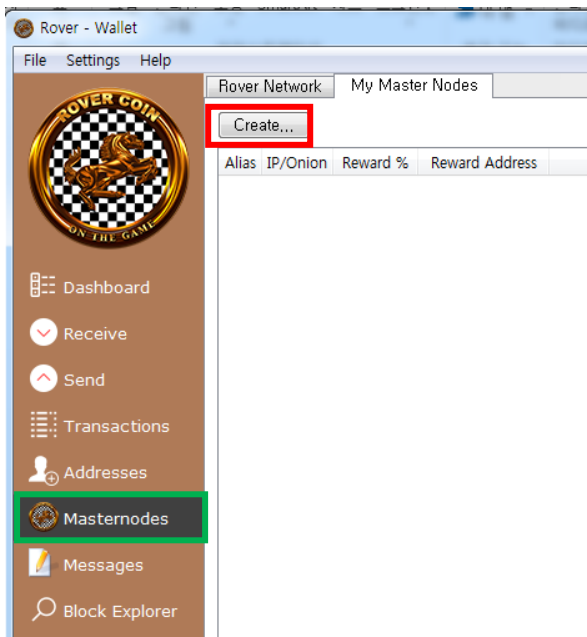 Rover - Wallet
File Settings Help
Rover Network My Master Nodes
Create...
Alias IP/Onion Reward % Reward Address
ROVER COIN
ON THE GAME
Dashboard
Receive
Send
Transactions
Addresses
Masternodes
Messages
Block Explorer